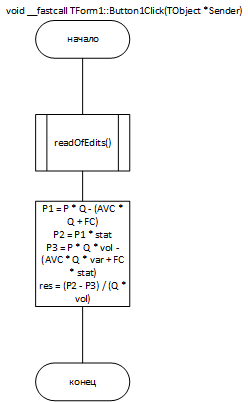 void __fastcall TForm1::Button1Click(TObject *Sender)
начало
readOfEdits()
P1 = P * Q - (AVC *
Q + FC)
P2 = P1 * stat
P3 = P * Q * vol -
(AVC * Q * var + FC
* stat)
res = (P2 - P3) / (Q *
vol)
конец